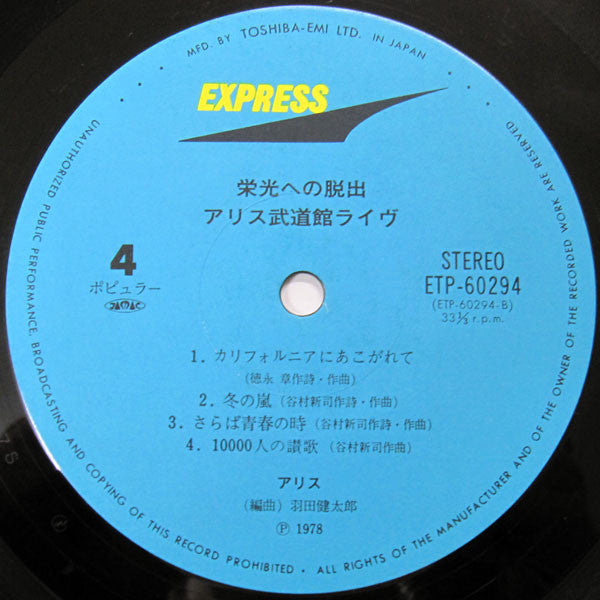 MFD. BY TOSHIBA-EMI LTD. IN JAPAN
EXPRESS
栄光への脱出
アリス武道館ライヴ
4
ポピュラー
JASRAC
STEREO
ETP-60294
(ETP-60294-B)
33⅓ r.p.m.
1. カリフォルニアにあこがれて
(徳永 章作詩・作曲)
2. 冬の嵐 (谷村新司作詩・作曲)
3. さらば青春の時 (谷村新司作詩・作曲)
4. 10000人の讃歌 (谷村新司作曲)
アリス
(編曲) 羽田健太郎
Ⓟ 1978
UNAUTHORIZED PUBLIC PERFORMANCE, BROADCASTING AND COPYING OF THIS RECORD PROHIBITED • ALL RIGHTS OF THE MANUFACTURER AND OF THE OWNER OF THE RECORDED WORK ARE RESERVED